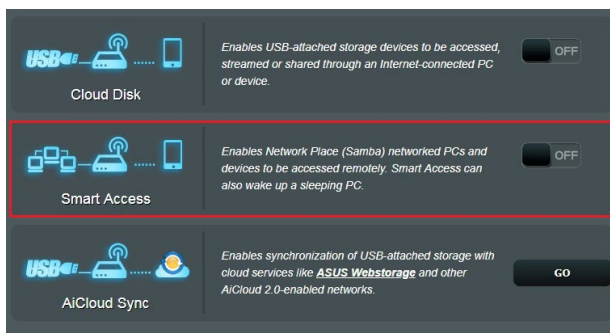 USB
Cloud Disk
Enables USB-attached storage devices to be accessed,
streamed or shared through an Internet-connected PC
or device.
OFF
Smart Access
Enables Network Place (Samba) networked PCs and
devices to be accessed remotely. Smart Access can
also wake up a sleeping PC.
OFF
USB
AiCloud Sync
Enables synchronization of USB-attached storage with
cloud services like ASUS Webstorage and other
AiCloud 2.0-enabled networks.
GO